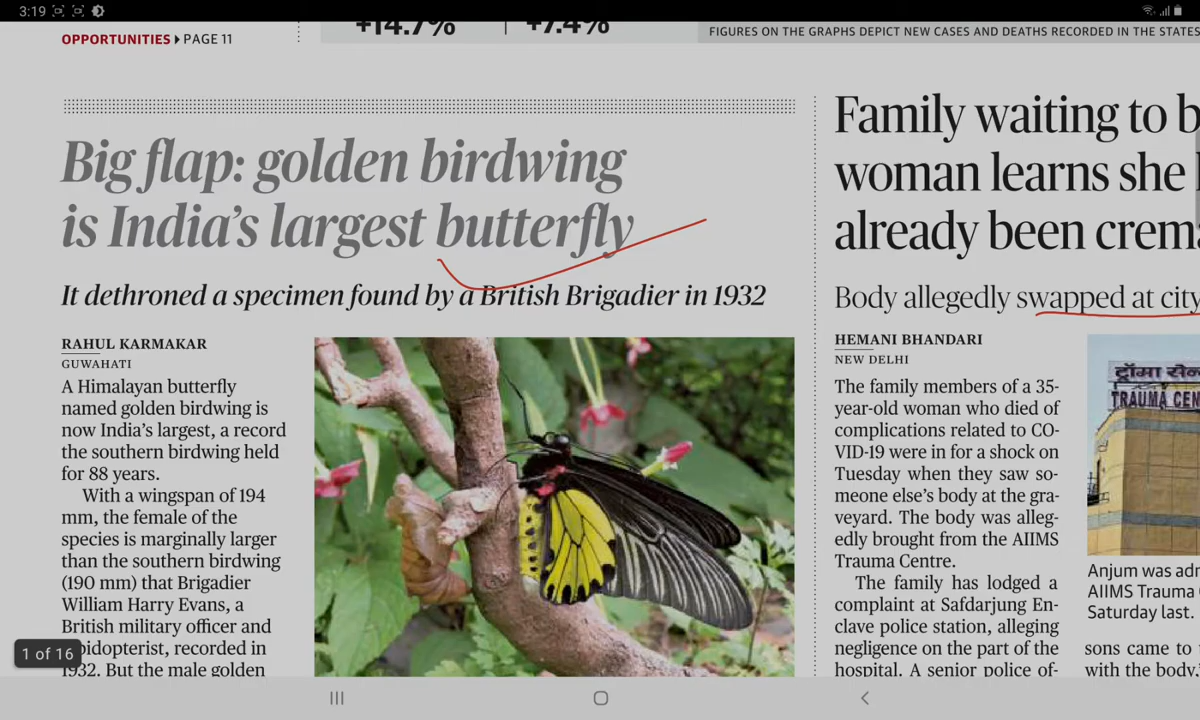 3:19
+14.7% +7.4%
OPPORTUNITIES PAGE 11
FIGURES ON THE GRAPHS DEPICT NEW CASES AND DEATHS RECORDED IN THE STATES
Big flap: golden birdwing
is India's largest butterfly
It dethroned a specimen found by a British Brigadier in 1932
RAHUL KARMAKAR
GUWAHATI
A Himalayan butterfly
named golden birdwing is
now India's largest, a record
the southern birdwing held
for 88 years.
With a wingspan of 194
mm, the female of the
species is marginally larger
than the southern birdwing
(190 mm) that Brigadier
William Harry Evans, a
British military officer and
recorded in
1932. But the male golden
Family waiting to
woman learns she
already been
Body allegedly swapped at city
HEMANI BHANDARI
NEW DELHI
The family members of a 35-
year-old woman who died of
complications related to CO-
VID-19 were in for a shock on
Tuesday when they saw so-
meone else's body at the gra-
veyard. The body was alleg-
edly brought from the AIIMS
Trauma Centre.
The family has lodged a
complaint at Safdarjung En-
clave police station, alleging
negligence on the part of the
hospital. A senior police of-
ट्रॉमा
TRAUMA
Anjum was
AIIMS Trauma
Saturday last.
sons came to
with the body,
1 of 16